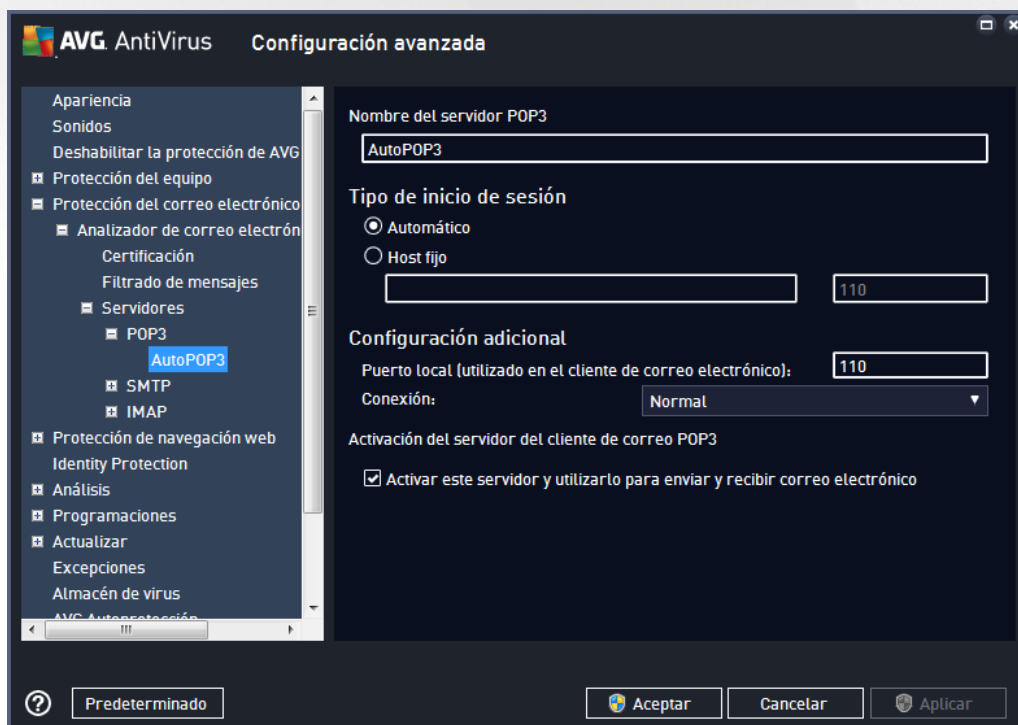 AVG. AntiVirus Configuración avanzada
Apariencia
Sonidos
Deshabilitar la protección de AVG
Protección del equipo
Protección del correo electrónico
Analizador de correo electrón
Certificación
Filtrado de mensajes
Servidores
POP3
AutoPOP3
SMTP
IMAP
Protección de navegación web
Identity Protection
Análisis
Programaciones
Actualizar
Excepciones
Almacén de virus
AVG Autoprotección
Nombre del servidor POP3
AutoPOP3
Tipo de inicio de sesión
Automático
Host fijo
110
Configuración adicional
Puerto local (utilizado en el cliente de correo electrónico): 110
Conexión: Normal
Activación del servidor del cliente de correo POP3
Activar este servidor y utilizarlo para enviar y recibir correo electrónico
Predeterminado
Aceptar
Cancelar
Aplicar